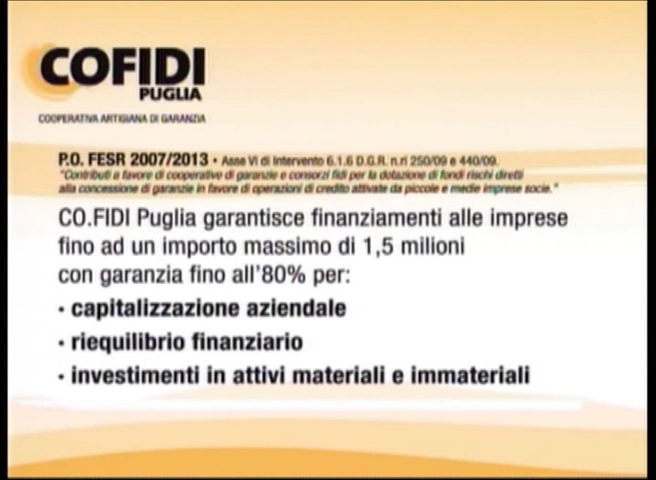 COFIDI
PUGLIA
COOPERATIVA ARTIGIANA DI GARANZIA
P.O. FESR 2007/2013 • Asse VI di Intervento 6.1.6 D.G.R. n.ri 250/09 e 440/09.
"Contributi a favore di cooperative di garanzie e consorzi fidi per la dotazione di fondi rischi diretti
alla concessione di garanzie in favore di operazioni di credito attivate da piccole e medie imprese socie."
CO.FIDI Puglia garantisce finanziamenti alle imprese
fino ad un importo massimo di 1,5 milioni
con garanzia fino all'80% per:
• capitalizzazione aziendale
• riequilibrio finanziario
• investimenti in attivi materiali e immateriali